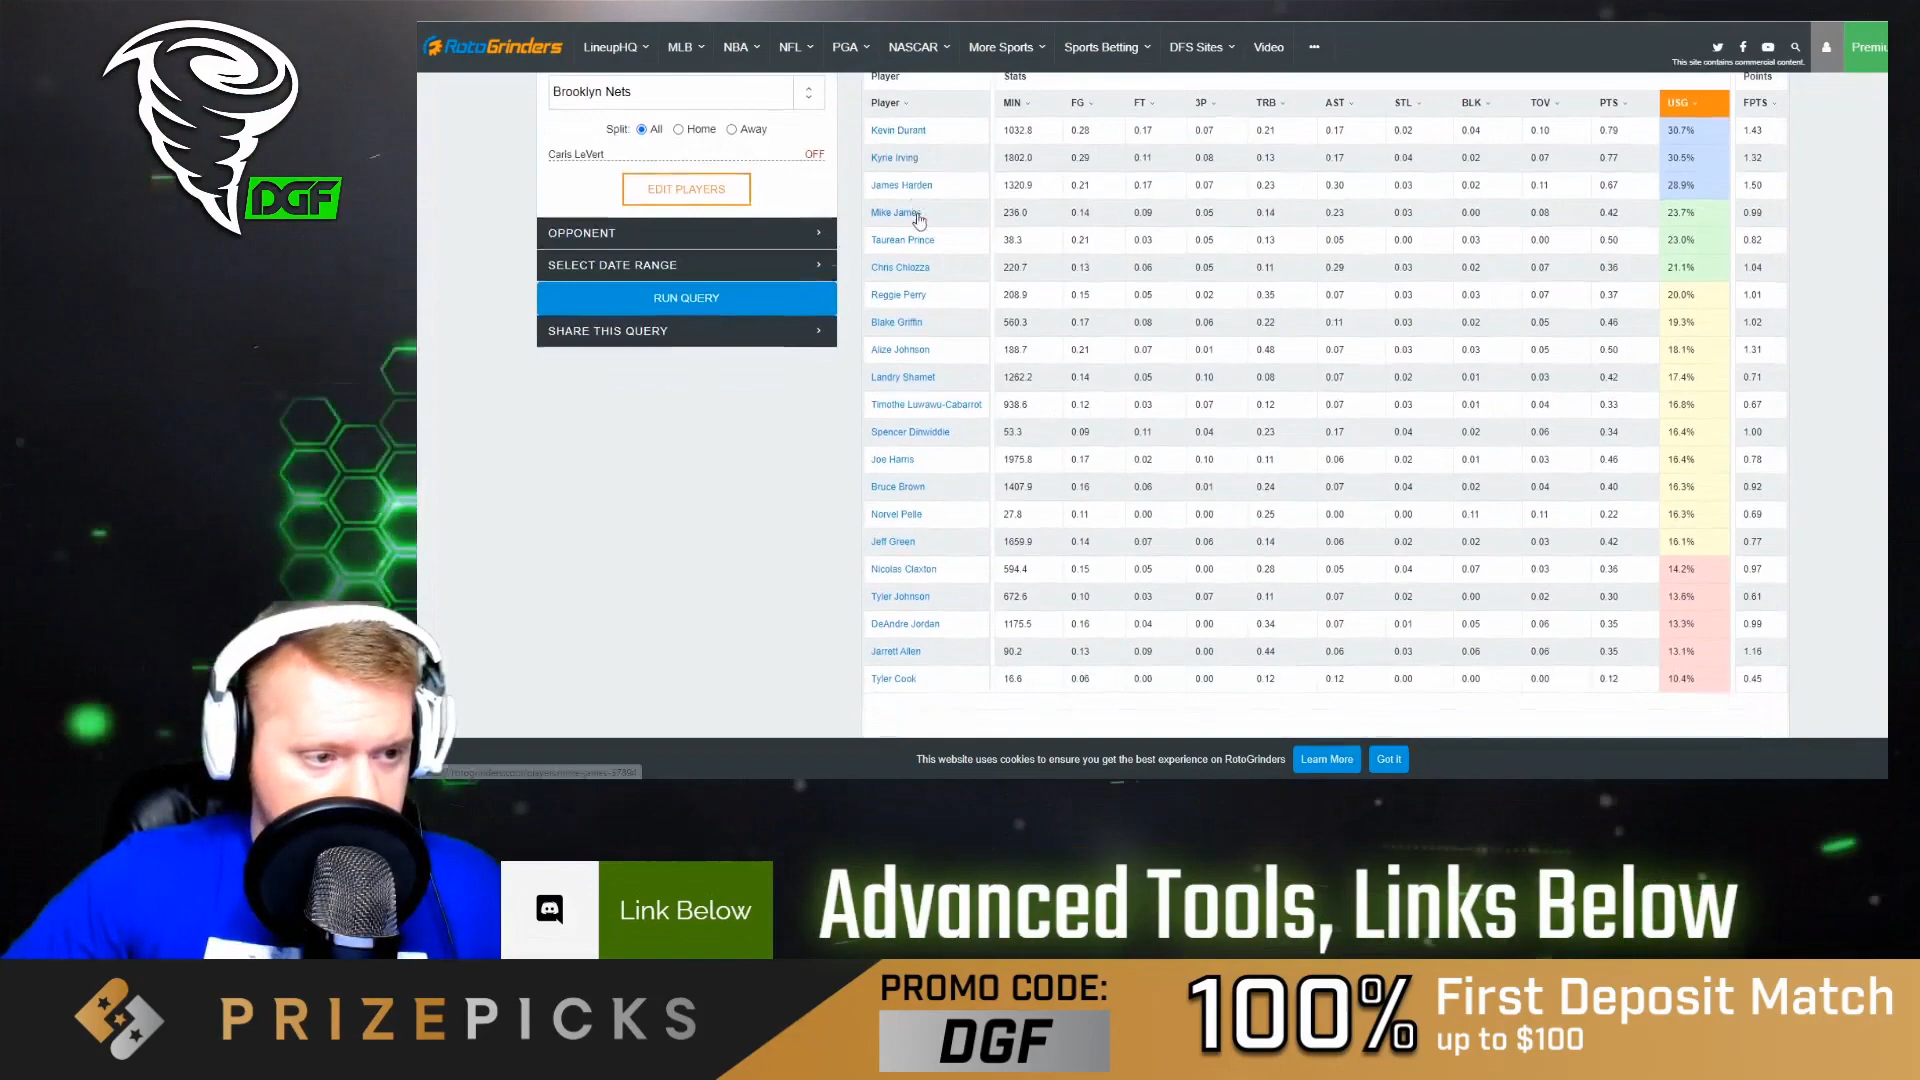 RotoGrinders LineupHQ MLB NBA NFL PGA NASCAR More Sports Sports Betting DFS Sites Video ••• Premiu
This site contains commercial content.
Brooklyn Nets
Split: All Home Away
Caris LeVert OFF
EDIT PLAYERS
OPPONENT
SELECT DATE RANGE
RUN QUERY
SHARE THIS QUERY
Player Stats Points
Player MIN FG FT 3P TRB AST STL BLK TOV PTS USG FPTS
Kevin Durant 1032.8 0.28 0.17 0.07 0.21 0.17 0.02 0.04 0.10 0.79 30.7% 1.43
Kyrie Irving 1802.0 0.29 0.11 0.08 0.13 0.17 0.04 0.02 0.07 0.77 30.5% 1.32
James Harden 1320.9 0.21 0.17 0.07 0.23 0.30 0.03 0.02 0.11 0.67 28.9% 1.50
Mike James 236.0 0.14 0.09 0.05 0.14 0.23 0.03 0.00 0.08 0.42 23.7% 0.99
Taurean Prince 38.3 0.21 0.03 0.05 0.13 0.05 0.00 0.03 0.00 0.50 23.0% 0.82
Chris Chiozza 220.7 0.13 0.06 0.05 0.11 0.29 0.03 0.02 0.07 0.36 21.1% 1.04
Reggie Perry 208.9 0.15 0.05 0.02 0.35 0.07 0.03 0.03 0.07 0.37 20.0% 1.01
Blake Griffin 560.3 0.17 0.08 0.06 0.22 0.11 0.03 0.02 0.05 0.46 19.3% 1.02
Alize Johnson 188.7 0.21 0.07 0.01 0.48 0.07 0.03 0.03 0.05 0.50 18.1% 1.31
Landry Shamet 1262.2 0.14 0.05 0.10 0.08 0.07 0.02 0.01 0.03 0.42 17.4% 0.71
Timothe Luwawu-Cabarrot 938.6 0.12 0.03 0.07 0.12 0.07 0.03 0.01 0.04 0.33 16.8% 0.67
Spencer Dinwiddie 53.3 0.09 0.11 0.04 0.23 0.17 0.04 0.02 0.06 0.34 16.4% 1.00
Joe Harris 1975.8 0.17 0.02 0.10 0.11 0.06 0.02 0.01 0.03 0.46 16.4% 0.78
Bruce Brown 1407.9 0.16 0.06 0.01 0.24 0.07 0.04 0.02 0.04 0.40 16.3% 0.92
Norvel Pelle 27.8 0.11 0.00 0.00 0.25 0.00 0.00 0.11 0.11 0.22 16.3% 0.69
Jeff Green 1659.9 0.14 0.07 0.06 0.14 0.06 0.02 0.02 0.03 0.42 16.1% 0.77
Nicolas Claxton 594.4 0.15 0.05 0.00 0.28 0.05 0.04 0.07 0.03 0.36 14.2% 0.97
Tyler Johnson 672.6 0.10 0.03 0.07 0.11 0.07 0.02 0.00 0.02 0.30 13.6% 0.61
DeAndre Jordan 1175.5 0.16 0.04 0.00 0.34 0.07 0.01 0.05 0.06 0.35 13.3% 0.99
Jarrett Allen 90.2 0.13 0.09 0.00 0.44 0.06 0.03 0.06 0.06 0.35 13.1% 1.16
Tyler Cook 16.6 0.06 0.00 0.00 0.12 0.12 0.00 0.00 0.00 0.12 10.4% 0.45
This website uses cookies to ensure you get the best experience on RotoGrinders Learn More Got it
DGF
Link Below
Advanced Tools, Links Below
PRIZEPICKS
PROMO CODE:
DGF
100% First Deposit Match
up to $100